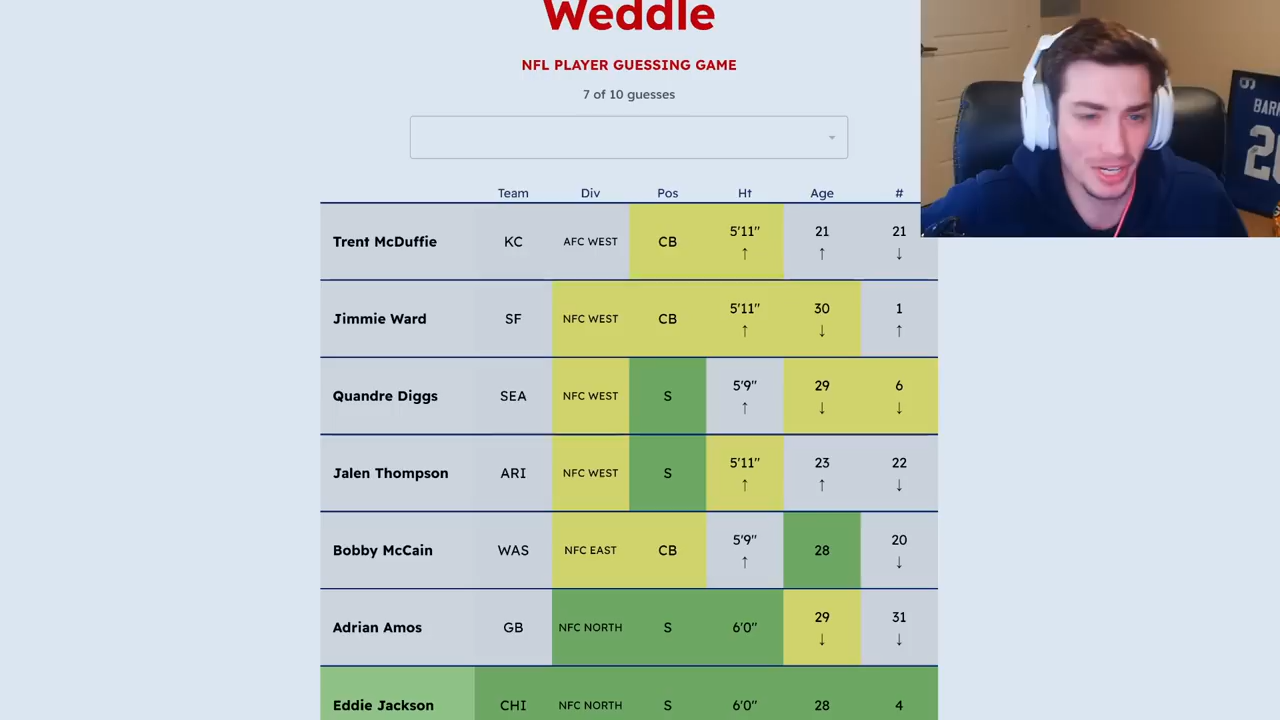 Weddle
NFL PLAYER GUESSING GAME
7 of 10 guesses
Team Div Pos Ht Age #
Trent McDuffie KC AFC WEST CB 5'11" ↑ 21 ↑ 21 ↓
Jimmie Ward SF NFC WEST CB 5'11" ↑ 30 ↓ 1 ↑
Quandre Diggs SEA NFC WEST S 5'9" ↑ 29 ↓ 6 ↓
Jalen Thompson ARI NFC WEST S 5'11" ↑ 23 ↑ 22 ↓
Bobby McCain WAS NFC EAST CB 5'9" ↑ 28 20 ↓
Adrian Amos GB NFC NORTH S 6'0" 29 ↓ 31 ↓
Eddie Jackson CHI NFC NORTH S 6'0" 28 4
BAR